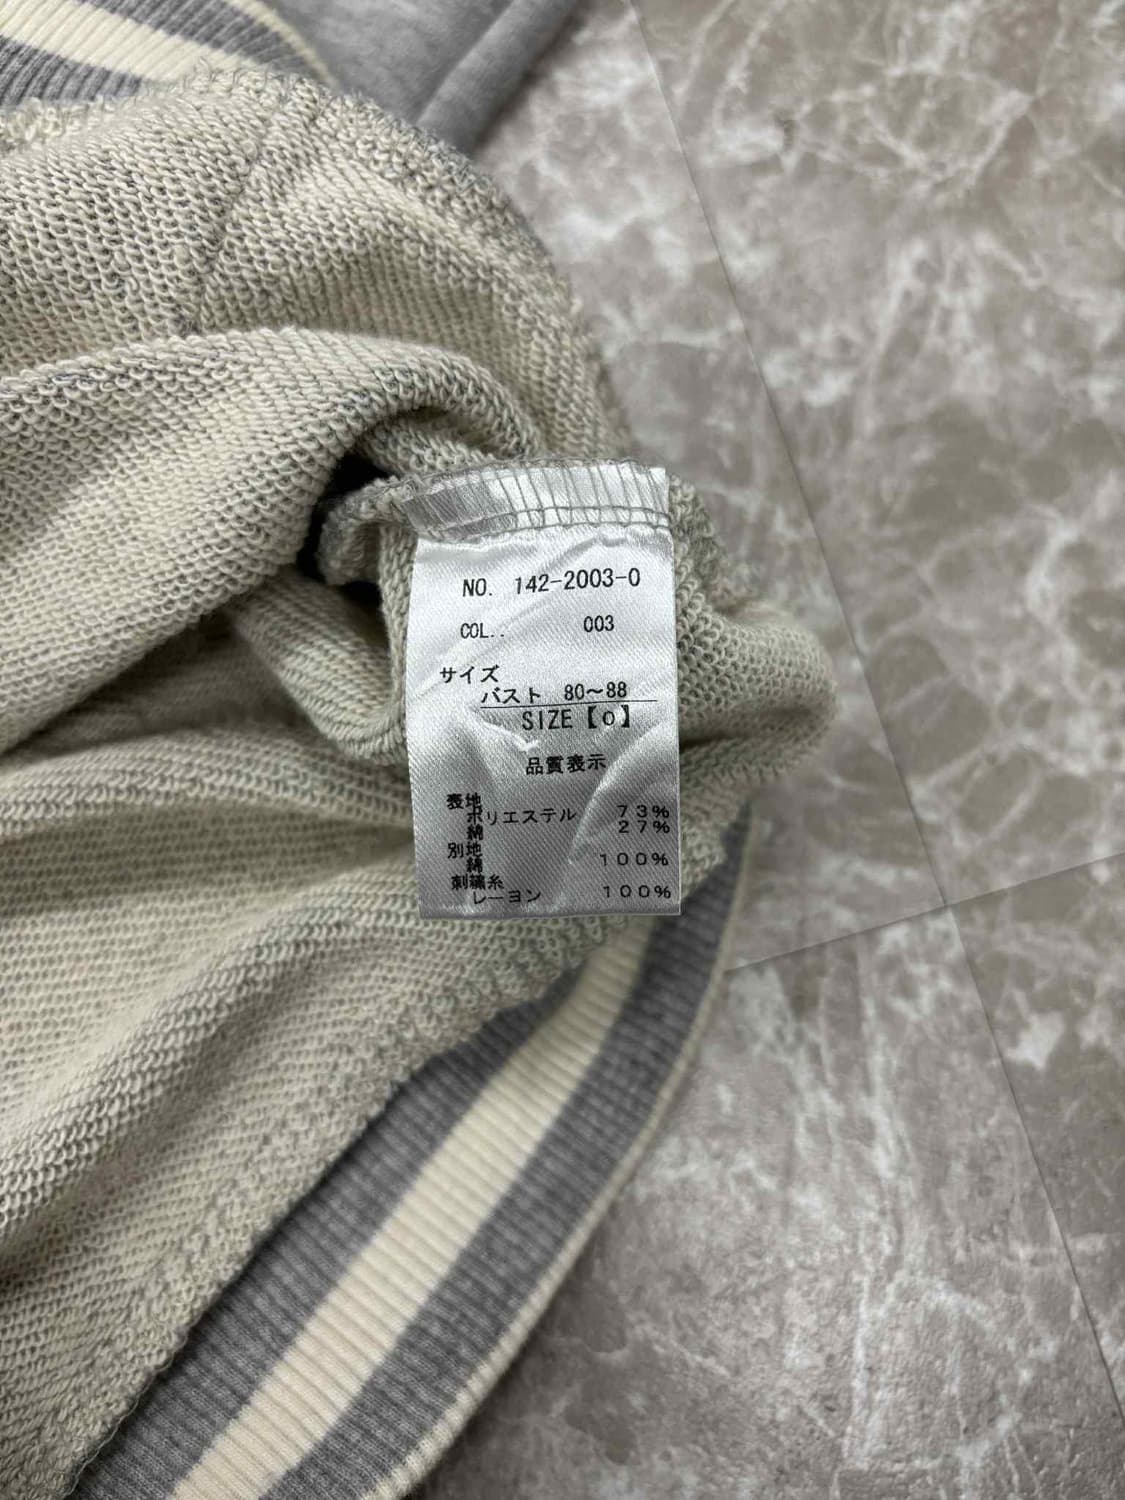 NO. 142-2003-0
COL.. 003
サイズ
バスト 80〜88
SIZE【0】
品質表示
表地
ポリエステル 73%
綿 27%
別地
綿 100%
刺繍糸
レーヨン 100%